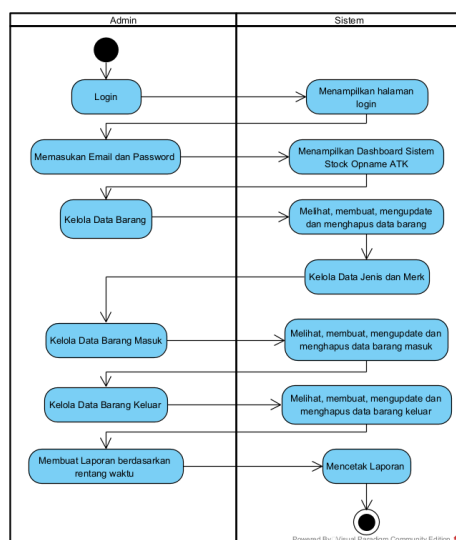 Admin
Sistem
Login
Menampilkan halaman
login
Memasukan Email dan Password
Menampilkan Dashboard Sistem
Stock Opname ATK
Kelola Data Barang
Melihat, membuat, mengupdate
dan menghapus data barang
Kelola Data Jenis dan Merk
Kelola Data Barang Masuk
Melihat, membuat, mengupdate dan
menghapus data barang masuk
Kelola Data Barang Keluar
Melihat, membuat, mengupdate dan
menghapus data barang keluar
Membuat Laporan berdasarkan
rentang waktu
Mencetak Laporan
Powered By: Visual Paradigm Community Edition